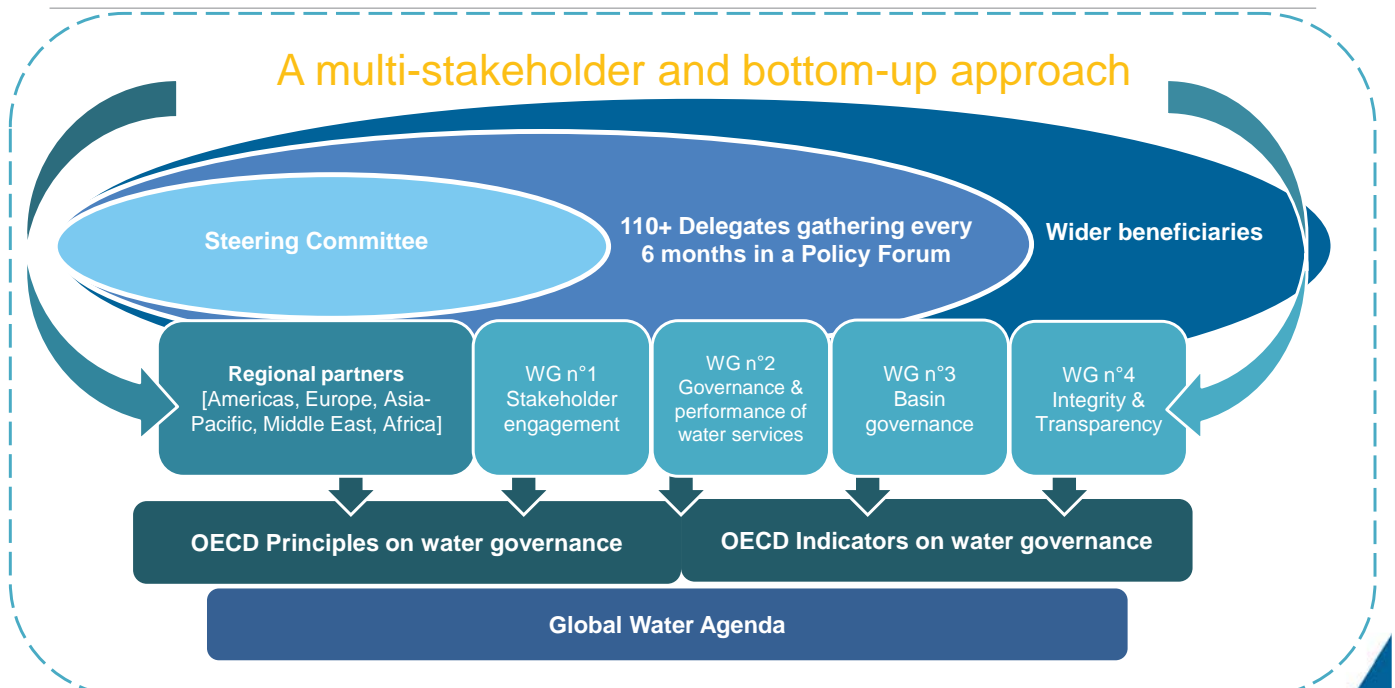 A multi-stakeholder and bottom-up approach
Steering Committee
110+ Delegates gathering every
6 months in a Policy Forum
Wider beneficiaries
Regional partners
[Americas, Europe, Asia-
Pacific, Middle East, Africa]
WG n°1
Stakeholder
engagement
WG n°2
Governance &
performance of
water services
WG n°3
Basin
governance
WG n°4
Integrity &
Transparency
OECD Principles on water governance
OECD Indicators on water governance
Global Water Agenda